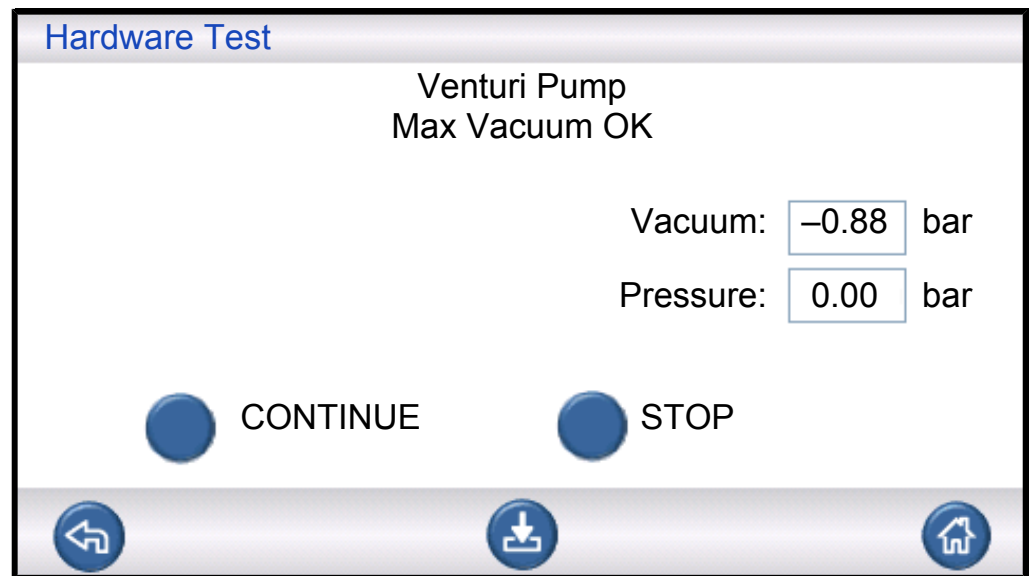 Hardware Test
Venturi Pump
Max Vacuum OK
Vacuum: –0.88 bar
Pressure: 0.00 bar
CONTINUE STOP